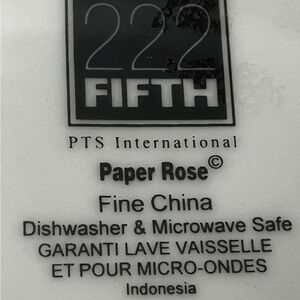 222
FIFTH
PTS International
Paper Rose©
Fine China
Dishwasher & Microwave Safe
GARANTI LAVE VAISSELLE
ET POUR MICRO-ONDES
Indonesia